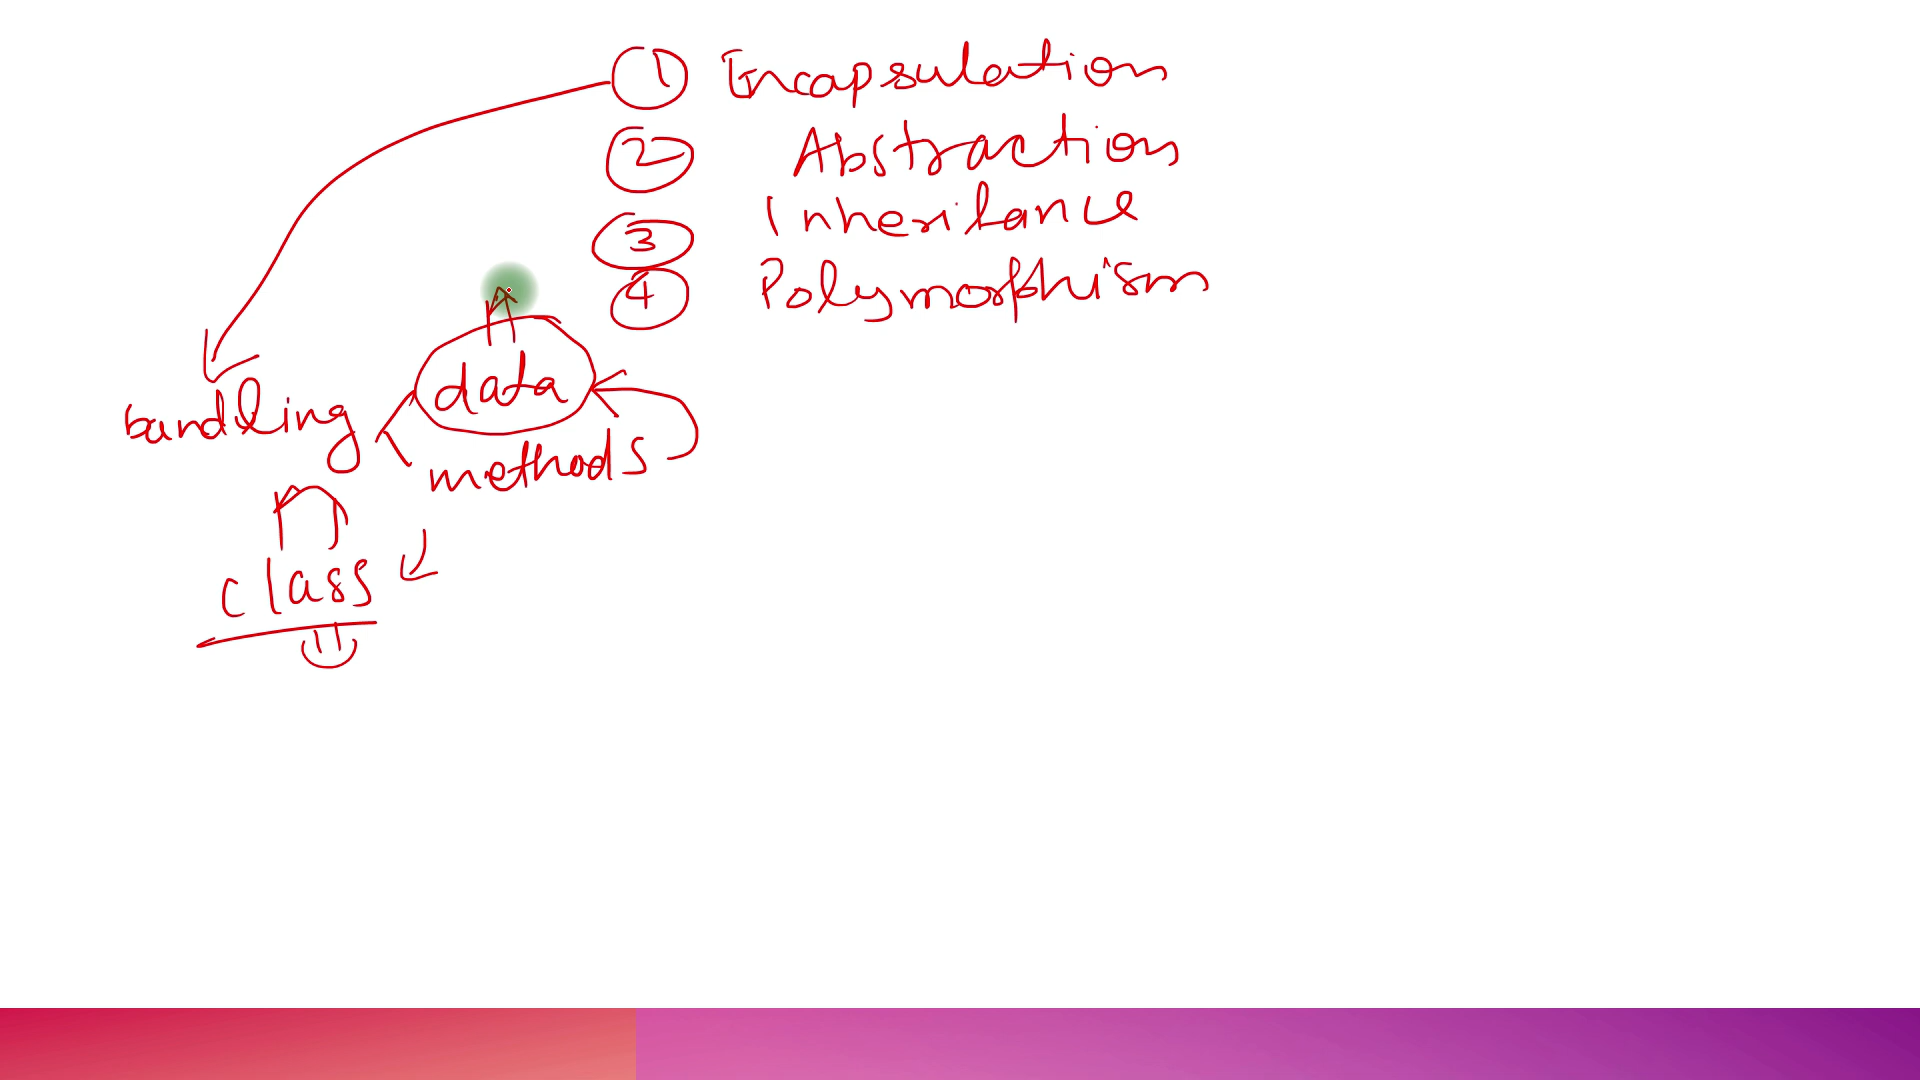 1 Encapsulation
2 Abstraction
3 Inheritance
4 Polymorphism
bundling data
methods
class